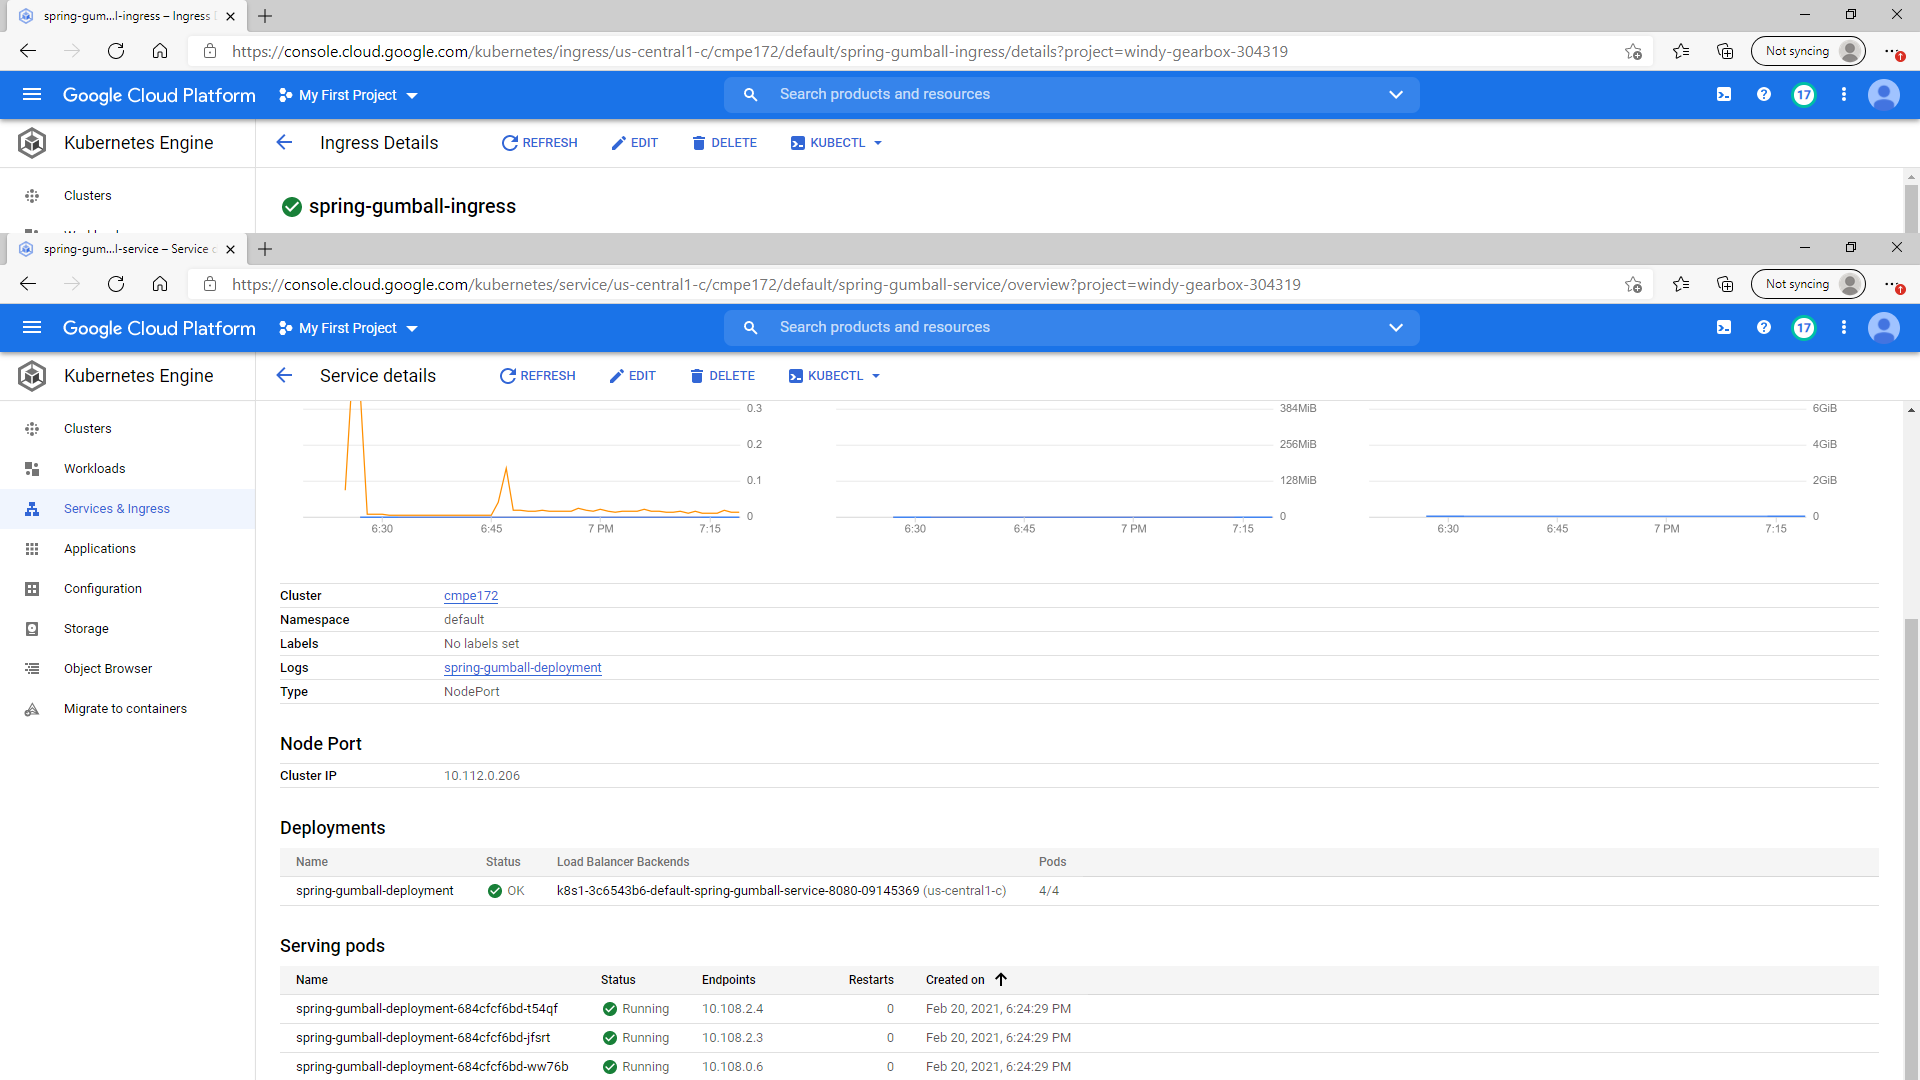 spring-gum...l-ingress – Ingress
https://console.cloud.google.com/kubernetes/ingress/us-central1-c/cmpe172/default/spring-gumball-ingress/details?project=windy-gearbox-304319
Not syncing
Google Cloud Platform
My First Project
Search products and resources
17
Kubernetes Engine
Ingress Details
REFRESH
EDIT
DELETE
KUBECTL
Clusters
spring-gumball-ingress
spring-gum...l-service – Service
https://console.cloud.google.com/kubernetes/service/us-central1-c/cmpe172/default/spring-gumball-service/overview?project=windy-gearbox-304319
Not syncing
Google Cloud Platform
My First Project
Search products and resources
17
Kubernetes Engine
Service details
REFRESH
EDIT
DELETE
KUBECTL
Clusters
Workloads
Services & Ingress
Applications
Configuration
Storage
Object Browser
Migrate to containers
0.3
0.2
0.1
0
6:30 6:45 7 PM 7:15
384MiB
256MiB
128MiB
0
6:30 6:45 7 PM 7:15
6GiB
4GiB
2GiB
0
6:30 6:45 7 PM 7:15
Cluster cmpe172
Namespace default
Labels No labels set
Logs spring-gumball-deployment
Type NodePort
Node Port
Cluster IP 10.112.0.206
Deployments
Name Status Load Balancer Backends Pods
spring-gumball-deployment OK k8s1-3c6543b6-default-spring-gumball-service-8080-09145369 (us-central1-c) 4/4
Serving pods
Name Status Endpoints Restarts Created on
spring-gumball-deployment-684cfcf6bd-t54qf Running 10.108.2.4 0 Feb 20, 2021, 6:24:29 PM
spring-gumball-deployment-684cfcf6bd-jfsrt Running 10.108.2.3 0 Feb 20, 2021, 6:24:29 PM
spring-gumball-deployment-684cfcf6bd-ww76b Running 10.108.0.6 0 Feb 20, 2021, 6:24:29 PM